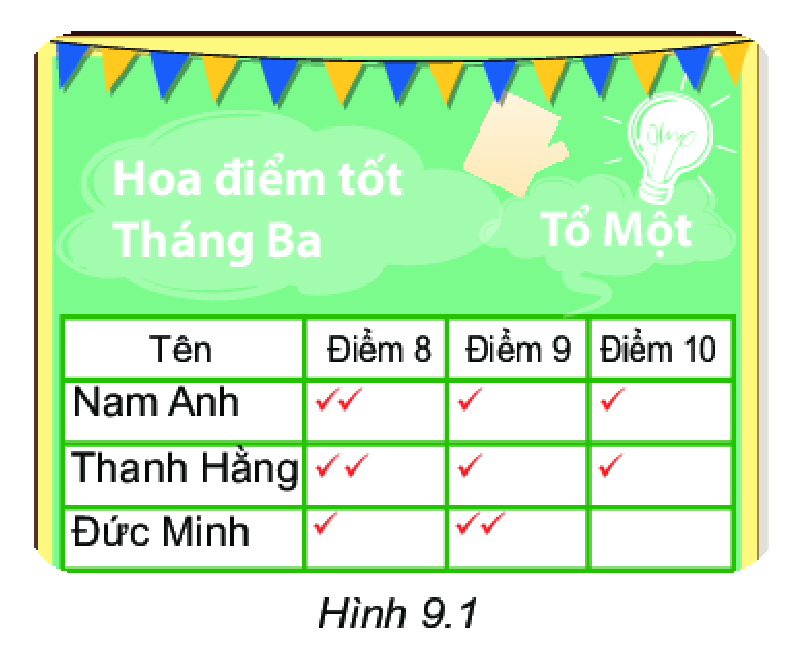 Hoa điểm tốt
Tháng Ba
Tổ Một
Tên Điểm 8 Điểm 9 Điểm 10
Nam Anh ✓✓ ✓ ✓
Thanh Hằng ✓✓ ✓ ✓
Đức Minh ✓ ✓✓
Hình 9.1